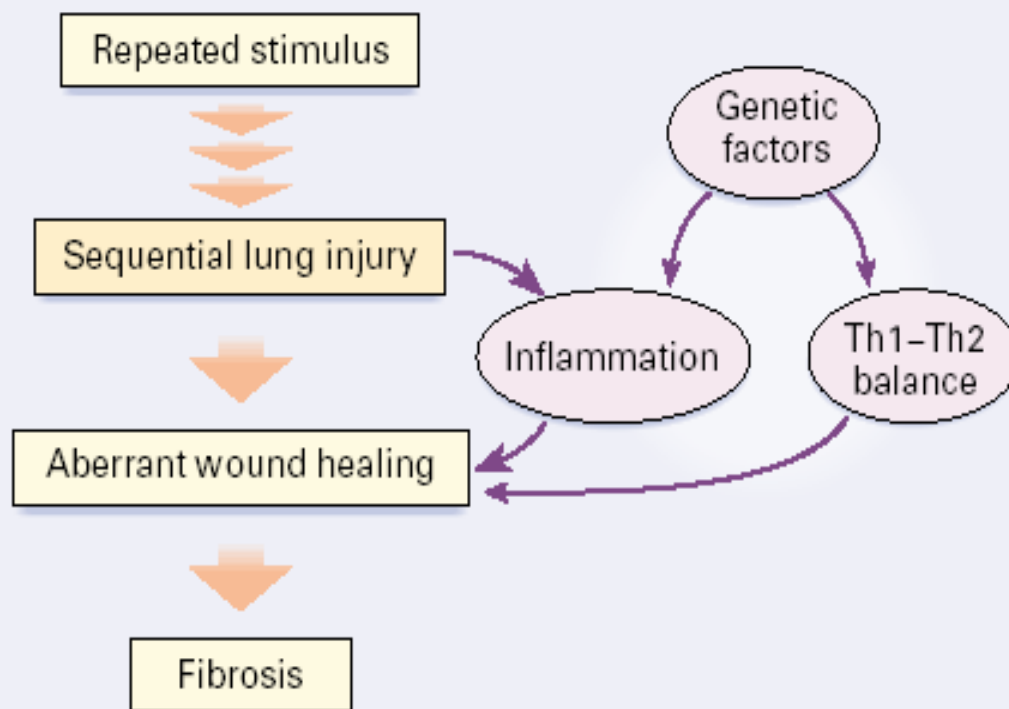 Repeated stimulus
Genetic
factors
Sequential lung injury
Inflammation
Th1–Th2
balance
Aberrant wound healing
Fibrosis